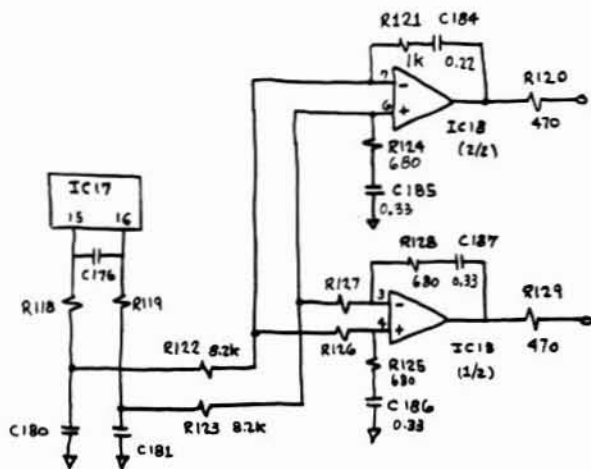 R121 C184
1k 0.22
7
6
R120
470
IC18
(2/2)
R124
680
C185
0.33
IC17
15 16
C176
R118 R119
R128 C187
680 0.33
R127
3
4
R129
470
R126
IC18
(1/2)
R125
680
C186
0.33
R122 8.2k
R123 8.2k
C180
C181